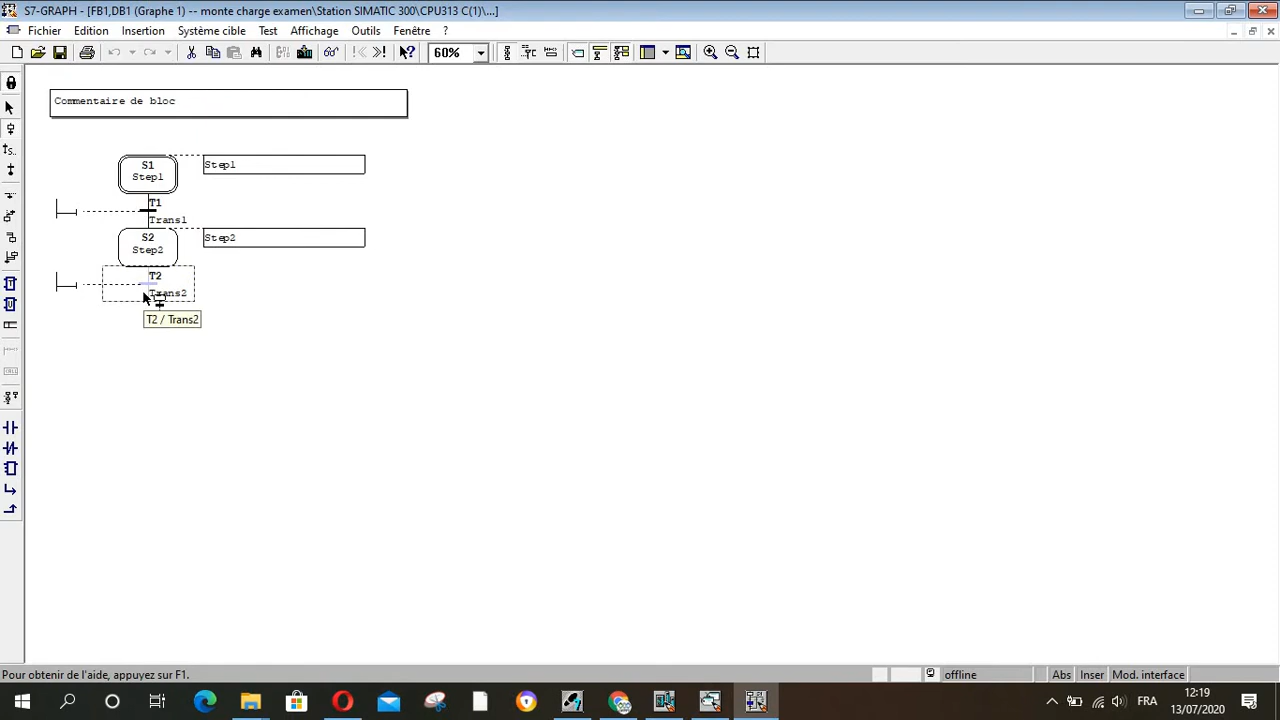 S7-GRAPH - [FB1,DB1 (Graphe 1) -- monte charge examen\Station SIMATIC 300\CPU313 C(1)\...]
Fichier Edition Insertion Système cible Test Affichage Outils Fenêtre ?
60%
Commentaire de bloc
S1
Step1
Step1
T1
Trans1
S2
Step2
Step2
T2
Trans2
T2 / Trans2
Pour obtenir de l'aide, appuyez sur F1.
offline
Abs
Inser
Mod. interface
FRA
12:19
13/07/2020